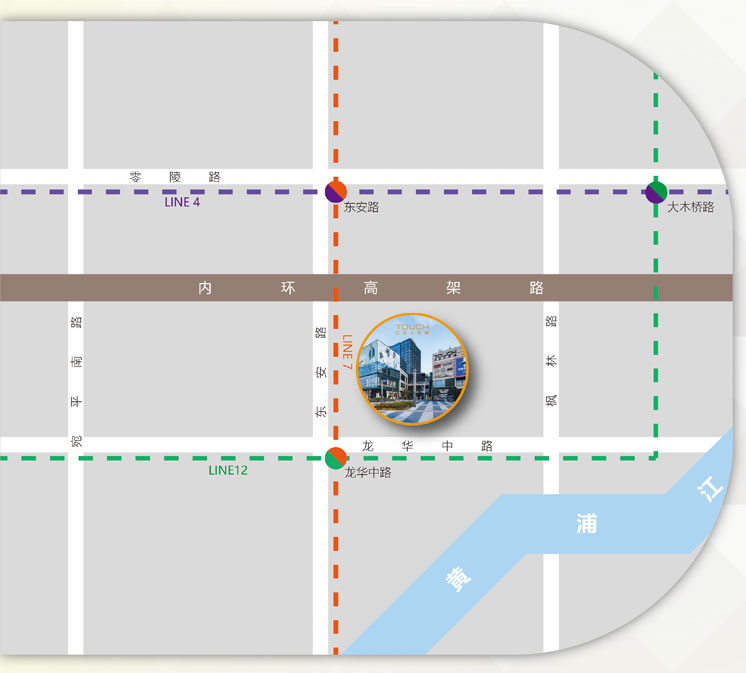 零陵路
LINE 4
东安路
大木桥路
内环高架路
宛平南路
东安路
LINE 7
TOUCH
枫林路
龙华中路
LINE12
龙华中路
黄浦江